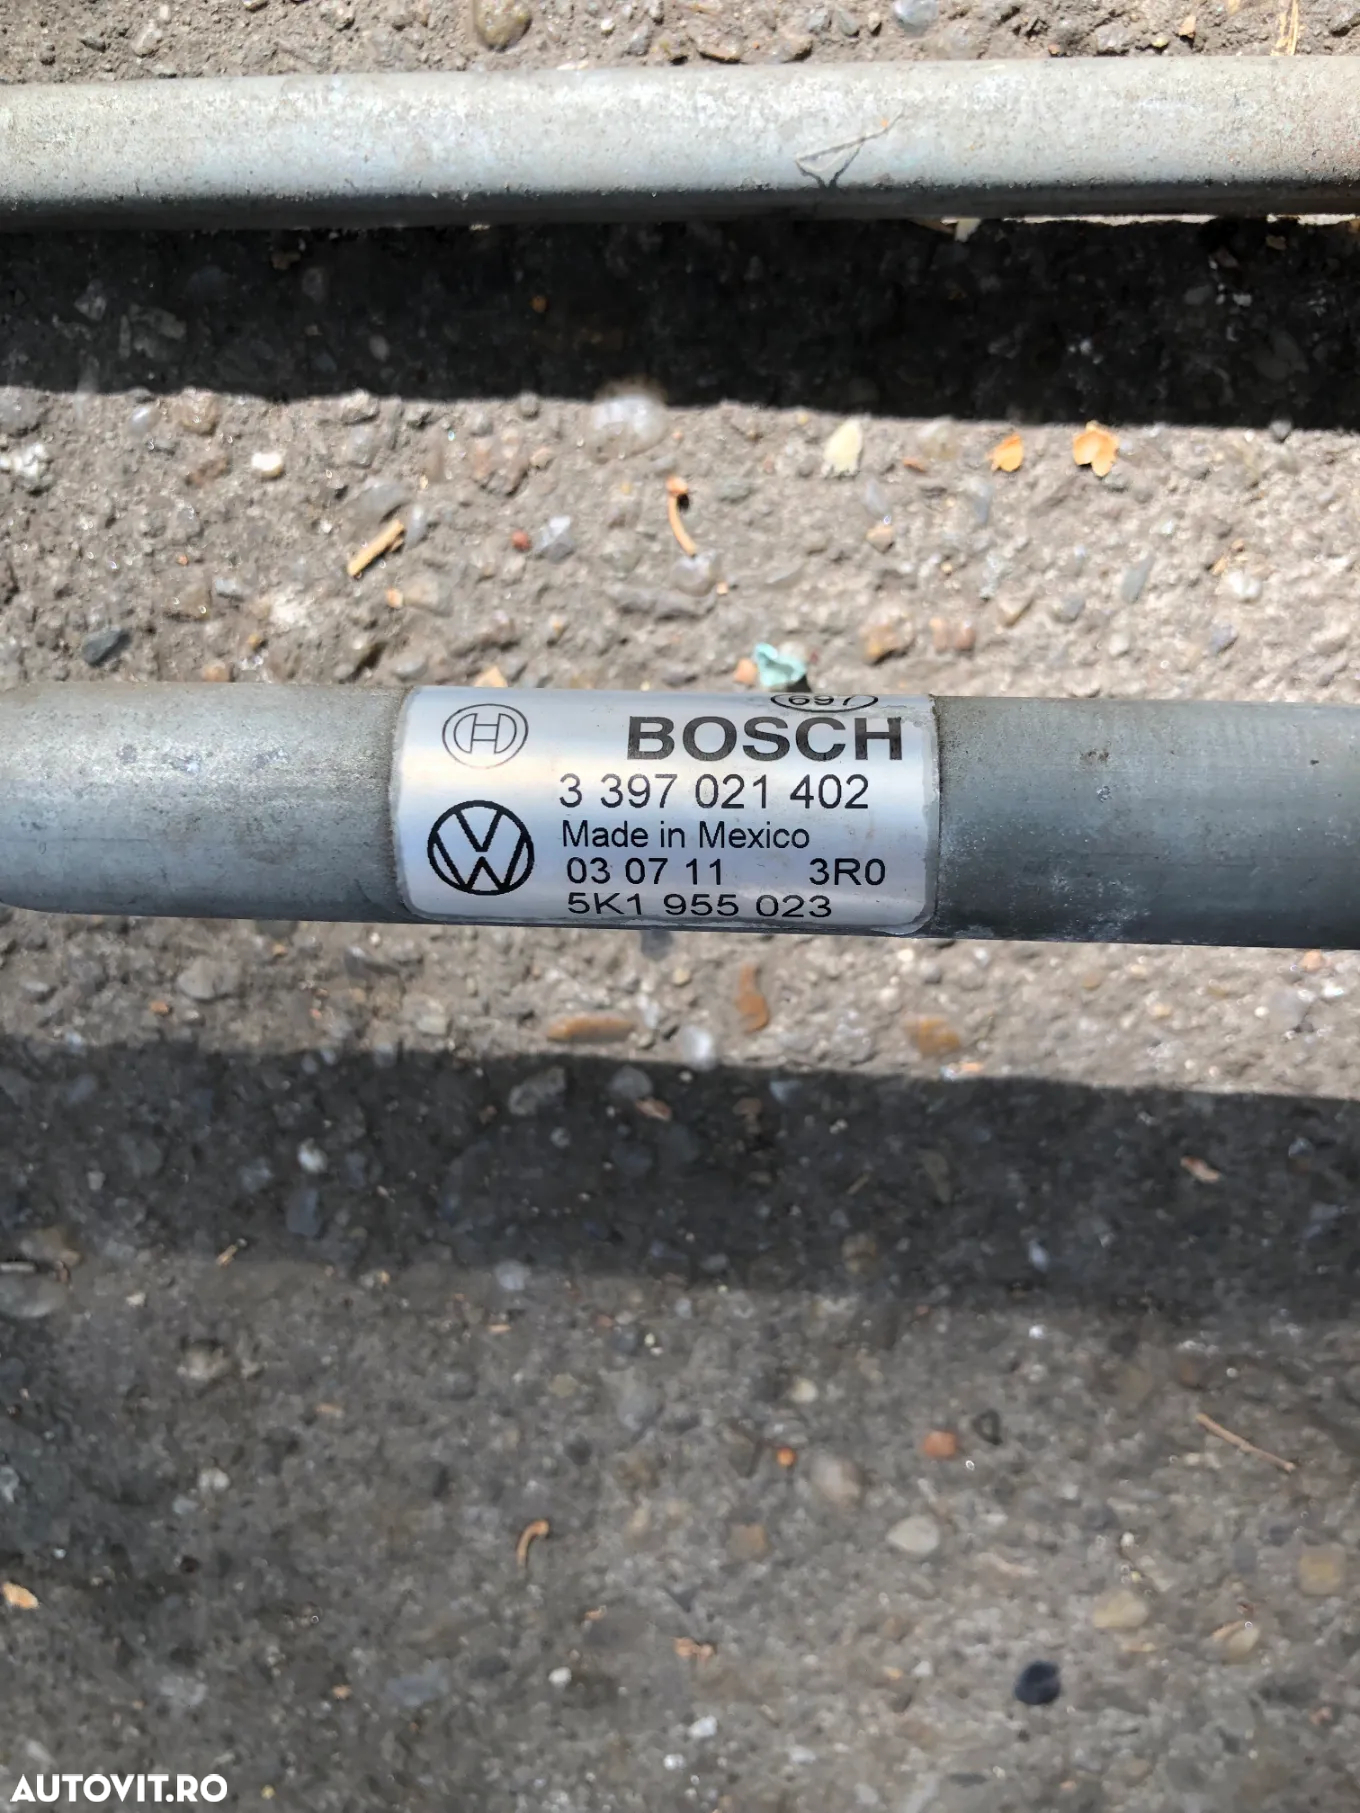 697
BOSCH
3 397 021 402
Made in Mexico
03 07 11 3R0
5K1 955 023
AUTOVIT.RO